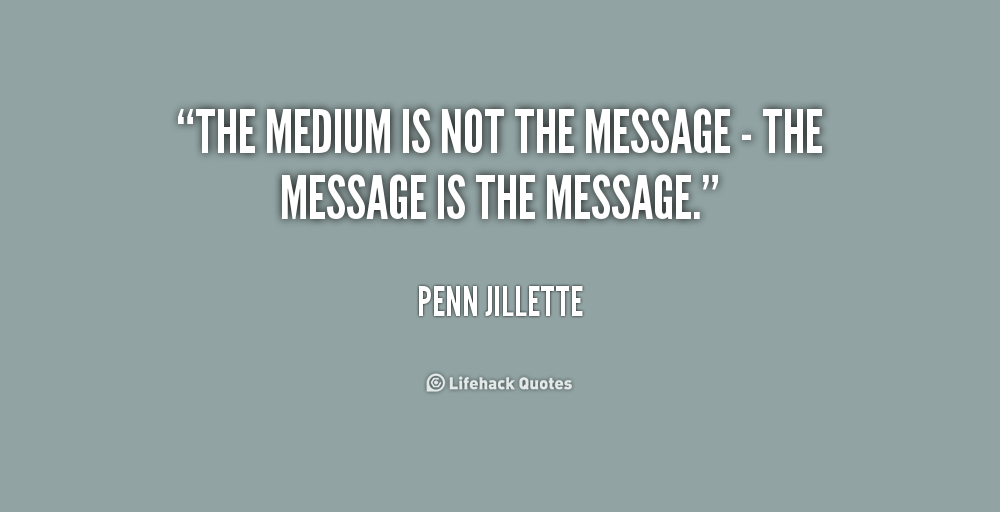 “THE MEDIUM IS NOT THE MESSAGE - THE
MESSAGE IS THE MESSAGE.”
PENN JILLETTE
Lifehack Quotes